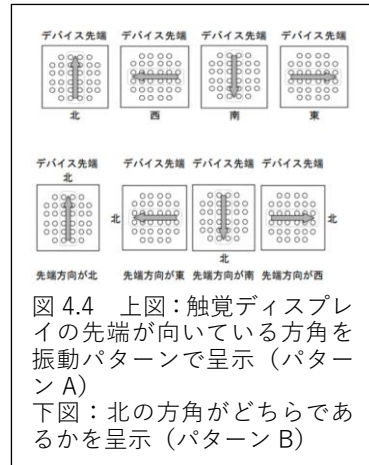 デバイス先端 デバイス先端 デバイス先端 デバイス先端
北 西 南 東
デバイス先端 デバイス先端 デバイス先端 デバイス先端
北
北 北
北
先端方向が北 先端方向が東 先端方向が南 先端方向が西
図 4.4 上図：触覚ディスプレ
イの先端が向いている方角を
振動パターンで呈示（パター
ン A）
下図：北の方角がどちらであ
るかを呈示（パターン B）